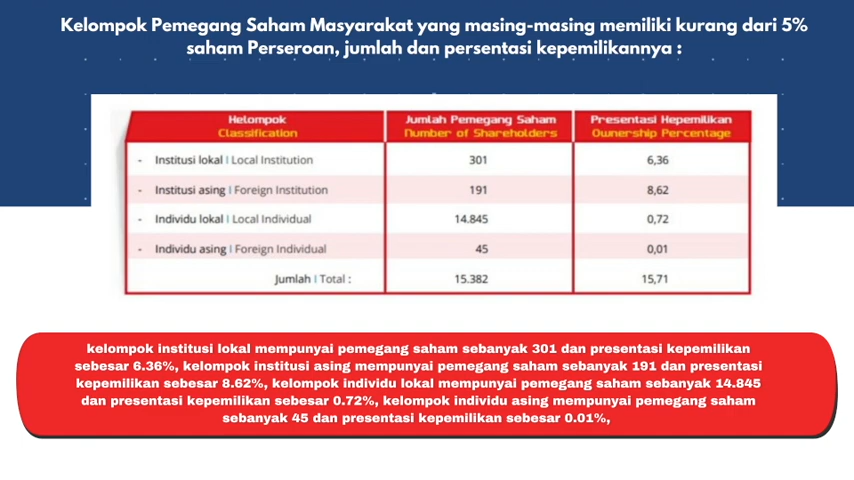 Kelompok Pemegang Saham Masyarakat yang masing-masing memiliki kurang dari 5%
saham Perseroan, jumlah dan persentasi kepemilikannya :
Helompok Jumlah Pemegang Saham Presentasi Hepemilikan
Classification Number of Shareholders Ownership Percentage
- Institusi lokal | Local Institution 301 6,36
- Institusi asing | Foreign Institution 191 8,62
- Individu lokal | Local Individual 14.845 0,72
- Individu asing | Foreign Individual 45 0,01
Jumlah | Total : 15.382 15,71
kelompok institusi lokal mempunyai pemegang saham sebanyak 301 dan presentasi kepemilikan
sebesar 6.36%, kelompok institusi asing mempunyai pemegang saham sebanyak 191 dan presentasi
kepemilikan sebesar 8.62%, kelompok individu lokal mempunyai pemegang saham sebanyak 14.845
dan presentasi kepemilikan sebesar 0.72%, kelompok individu asing mempunyai pemegang saham
sebanyak 45 dan presentasi kepemilikan sebesar 0.01%,